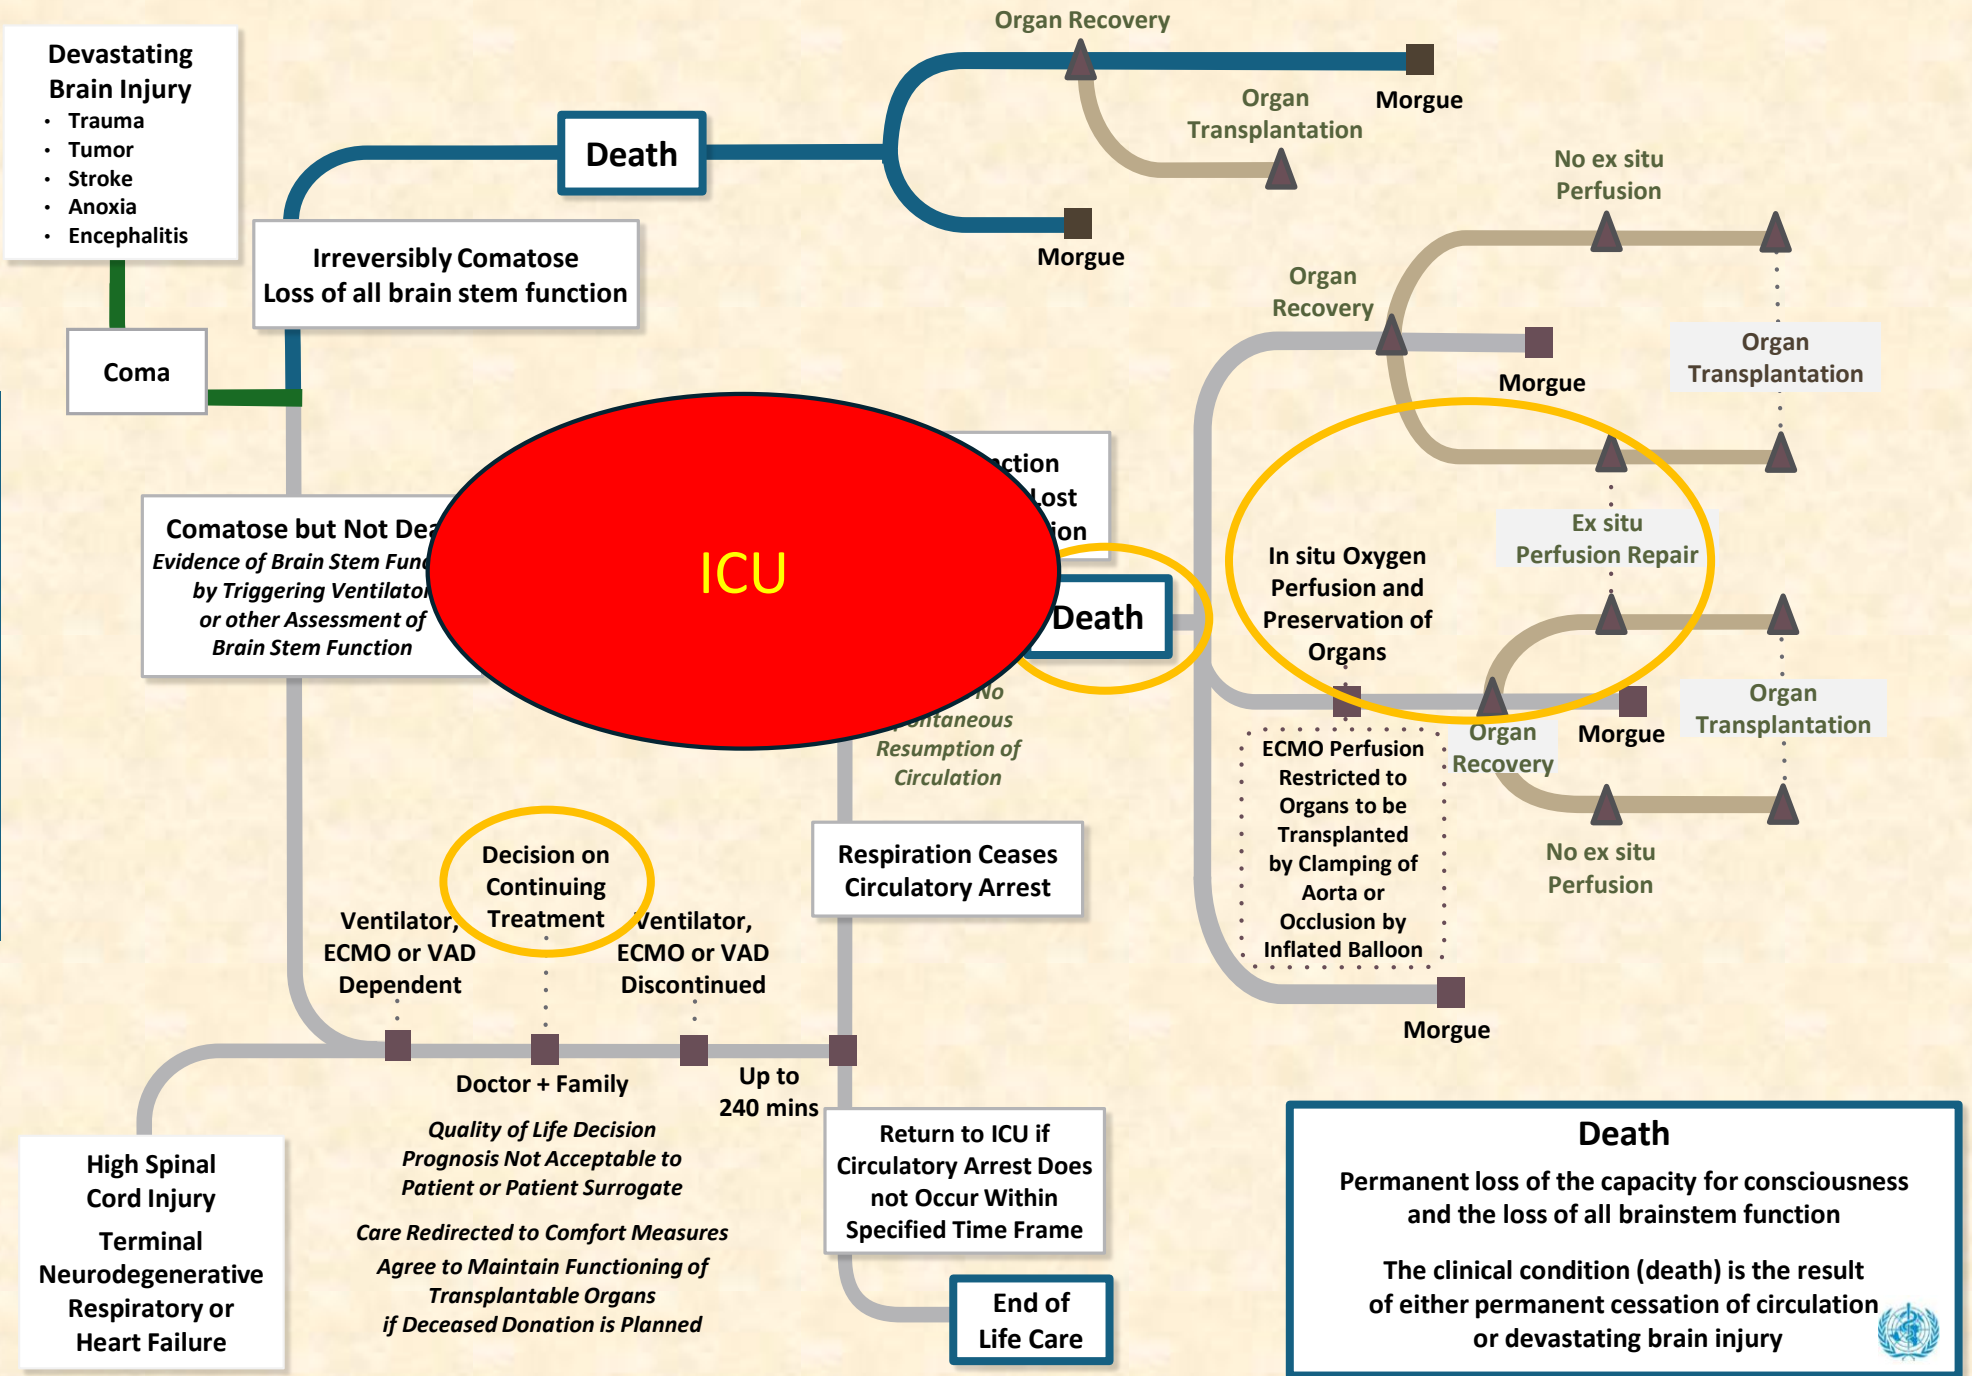 Devastating
Brain Injury
• Trauma
• Tumor
• Stroke
• Anoxia
• Encephalitis
Coma
Irreversibly Comatose
Loss of all brain stem function
Death
Organ Recovery
Organ
Transplantation
Morgue
Morgue
No ex situ
Perfusion
Organ
Recovery
Morgue
Organ
Transplantation
Comatose but Not
Evidence of Brain Stem
by Triggering Ventilator
or other Assessment of
Brain Stem Function
ICU
Lost
Death
No
Resumption of
Circulation
In situ Oxygen
Perfusion and
Preservation of
Organs
Ex situ
Perfusion Repair
Organ
Recovery
Morgue
Organ
Transplantation
No ex situ
Perfusion
ECMO Perfusion
Restricted to
Organs to be
Transplanted
by Clamping of
Aorta or
Occlusion by
Inflated Balloon
Morgue
Respiration Ceases
Circulatory Arrest
Decision on
Continuing
Treatment
Ventilator,
ECMO or VAD
Dependent
Ventilator,
ECMO or VAD
Discontinued
Doctor + Family
Up to
240 mins
Quality of Life Decision
Prognosis Not Acceptable to
Patient or Patient Surrogate
Care Redirected to Comfort Measures
Agree to Maintain Functioning of
Transplantable Organs
if Deceased Donation is Planned
High Spinal
Cord Injury
Terminal
Neurodegenerative
Respiratory or
Heart Failure
Return to ICU if
Circulatory Arrest Does
not Occur Within
Specified Time Frame
End of
Life Care
Death
Permanent loss of the capacity for consciousness
and the loss of all brainstem function
The clinical condition (death) is the result
of either permanent cessation of circulation
or devastating brain injury